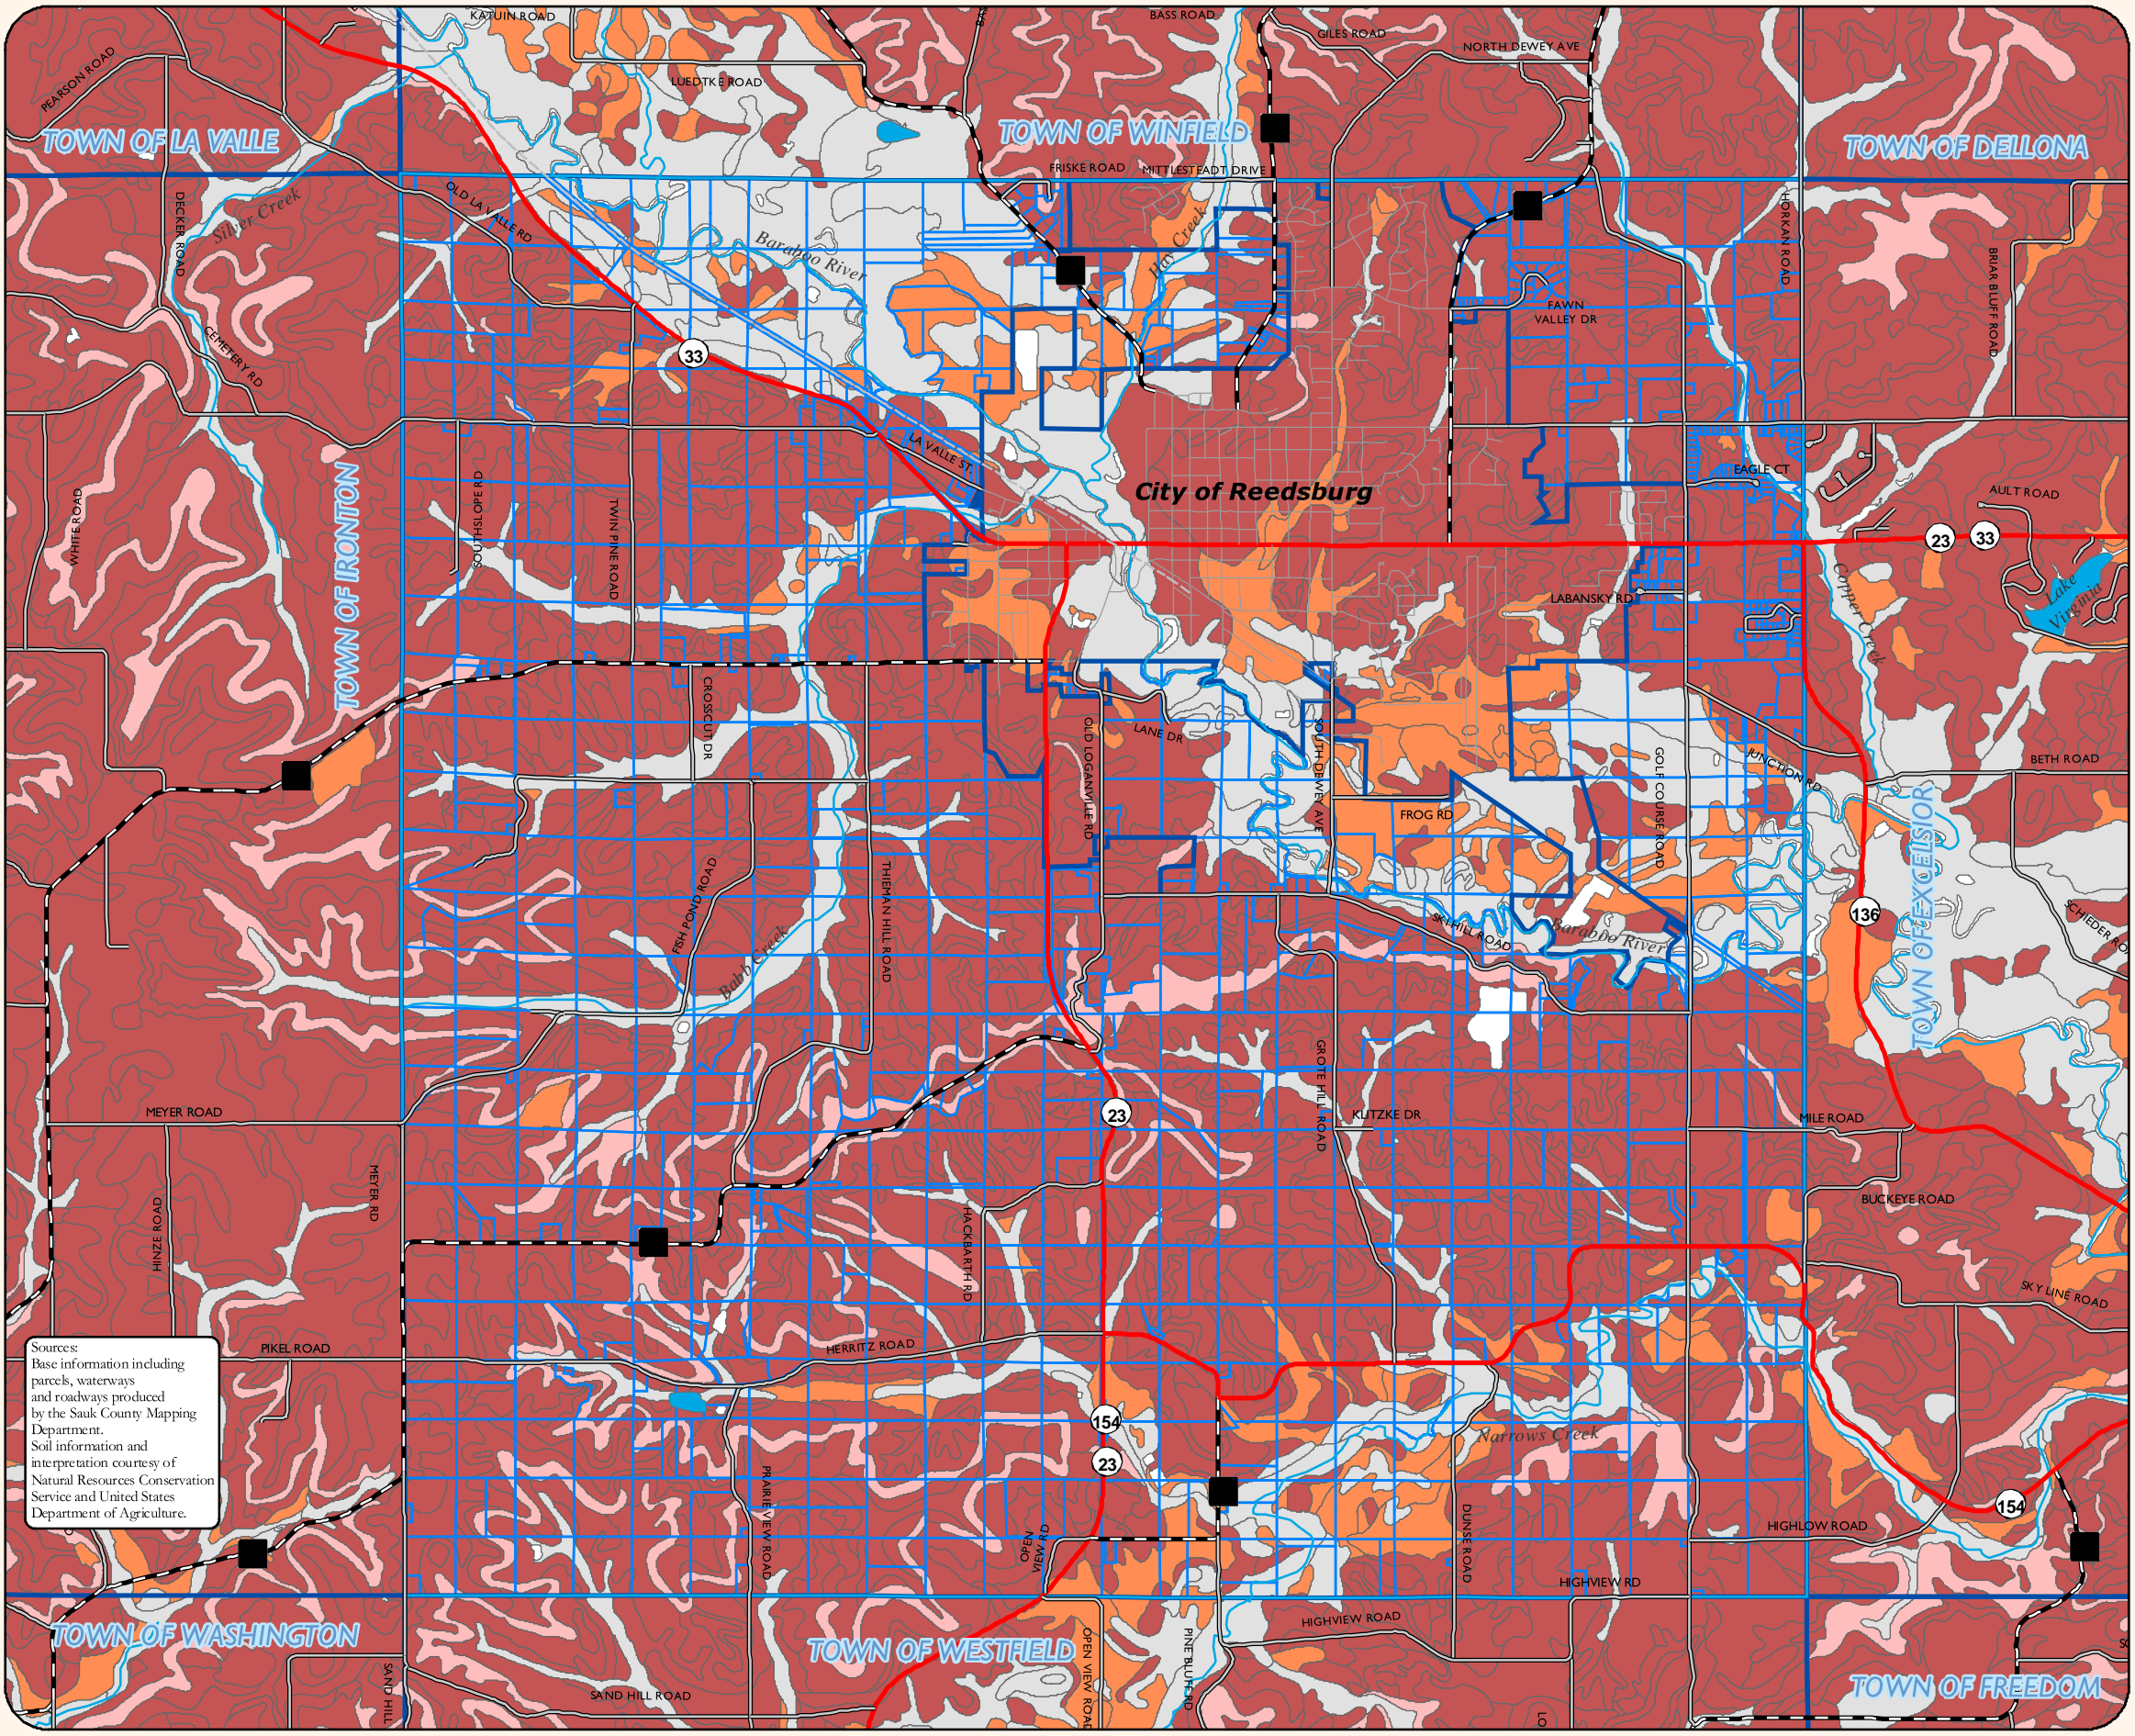 KATUIN ROAD
BASS ROAD
GILES ROAD
NORTH DEWEY AVE
PEARSON ROAD
LUEDTKE ROAD
TOWN OF LA VALLE
TOWN OF WINFIELD
TOWN OF DELLONA
FRISKE ROAD
MITTLESTEADT DRIVE
OLD LA VALLE RD
DECKER ROAD
Silver Creek
Baraboo River
Hay Creek
HORKAN ROAD
BRIAR BLUFF ROAD
FAWN
VALLEY DR
CEMETERY RD
33
LA VALLE ST.
EAGLE CT
City of Reedsburg
AULT ROAD
WHITE ROAD
TOWN OF IRONTON
SOUTHSLOPE RD
TWIN PINE ROAD
23
33
LABANSKY RD
Copper Creek
Lake
Virginia
CROSSCUT DR
OLD LOGANVILLE RD
LANE DR
SOUTH DEWEY AVE
GOLF COURSE ROAD
JUNCTION RD
BETH ROAD
FROG RD
TOWN OF EXCELSIOR
THIEMAN HILL ROAD
FISH POND ROAD
Babb Creek
SKI HILL ROAD
Baraboo River
136
SCHIEDER RO
MEYER ROAD
23
GROTE HILL ROAD
KLITZKE DR
MILE ROAD
MEYER RD
HINZE ROAD
HACKBARTH RD
BUCKEYE ROAD
SKY LINE ROAD
PIKEL ROAD
HERRITZ ROAD
Sources:
Base information including
parcels, waterways
and roadways produced
by the Sauk County Mapping
Department.
Soil information and
interpretation courtesy of
Natural Resources Conservation
Service and United States
Department of Agriculture.
154
23
Narrows Creek
PRAIRIE VIEW ROAD
OPEN
VIEW RD
DUNSE ROAD
154
HIGHLOW ROAD
HIGHVIEW RD
HIGHVIEW ROAD
TOWN OF WASHINGTON
TOWN OF WESTFIELD
TOWN OF FREEDOM
SAND HILL
SAND HILL ROAD
OPEN VIEW ROAD
PINE BLUFF RD
LO